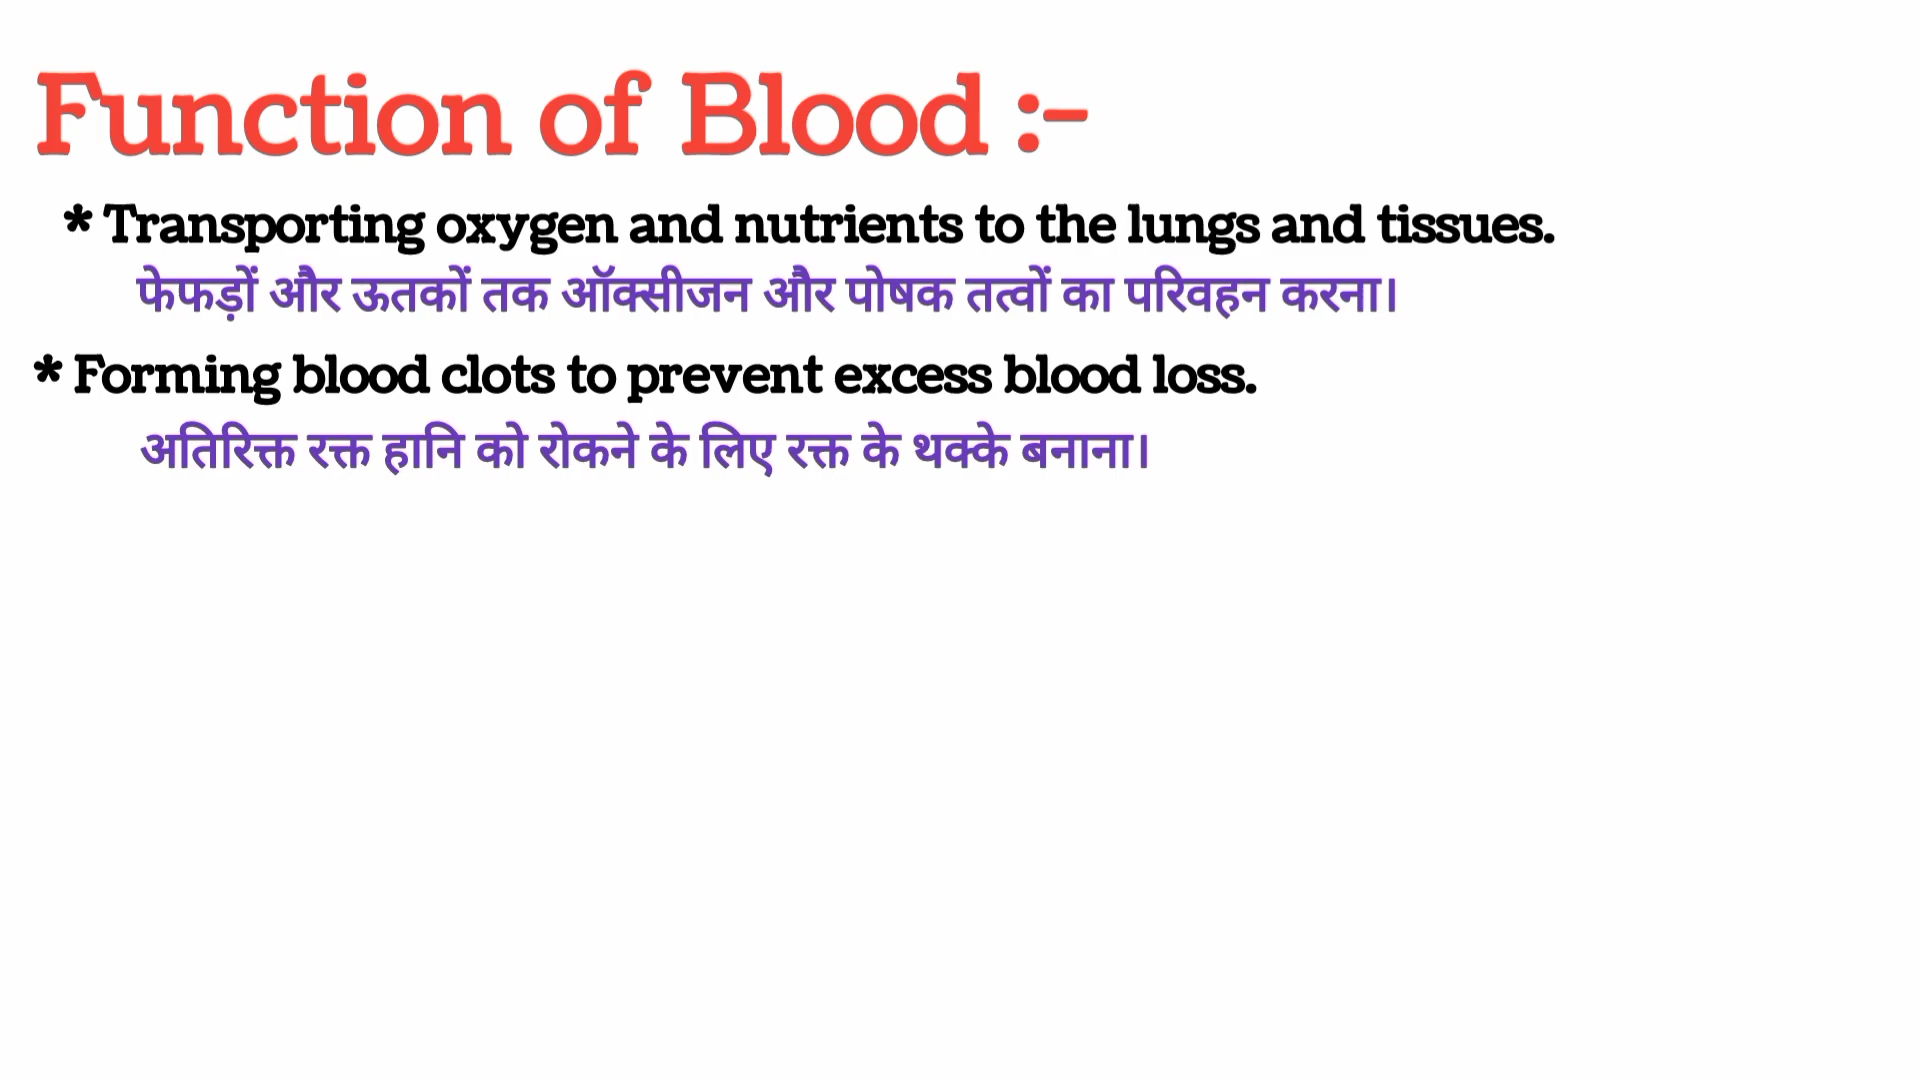 Function of Blood :-
* Transporting oxygen and nutrients to the lungs and tissues.
फेफड़ों और ऊतकों तक ऑक्सीजन और पोषक तत्वों का परिवहन करना।
* Forming blood clots to prevent excess blood loss.
अतिरिक्त रक्त हानि को रोकने के लिए रक्त के थक्के बनाना।